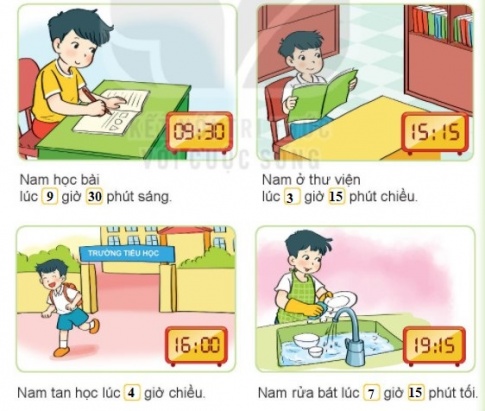 KẾT NỐI TRI THỨC
VỚI CUỘC SỐNG
09:30
15:15
Nam học bài
lúc 9 giờ 30 phút sáng.
Nam ở thư viện
lúc 3 giờ 15 phút chiều.
TRƯỜNG TIỂU HỌC
16:00
19:15
Nam tan học lúc 4 giờ chiều.
Nam rửa bát lúc 7 giờ 15 phút tối.